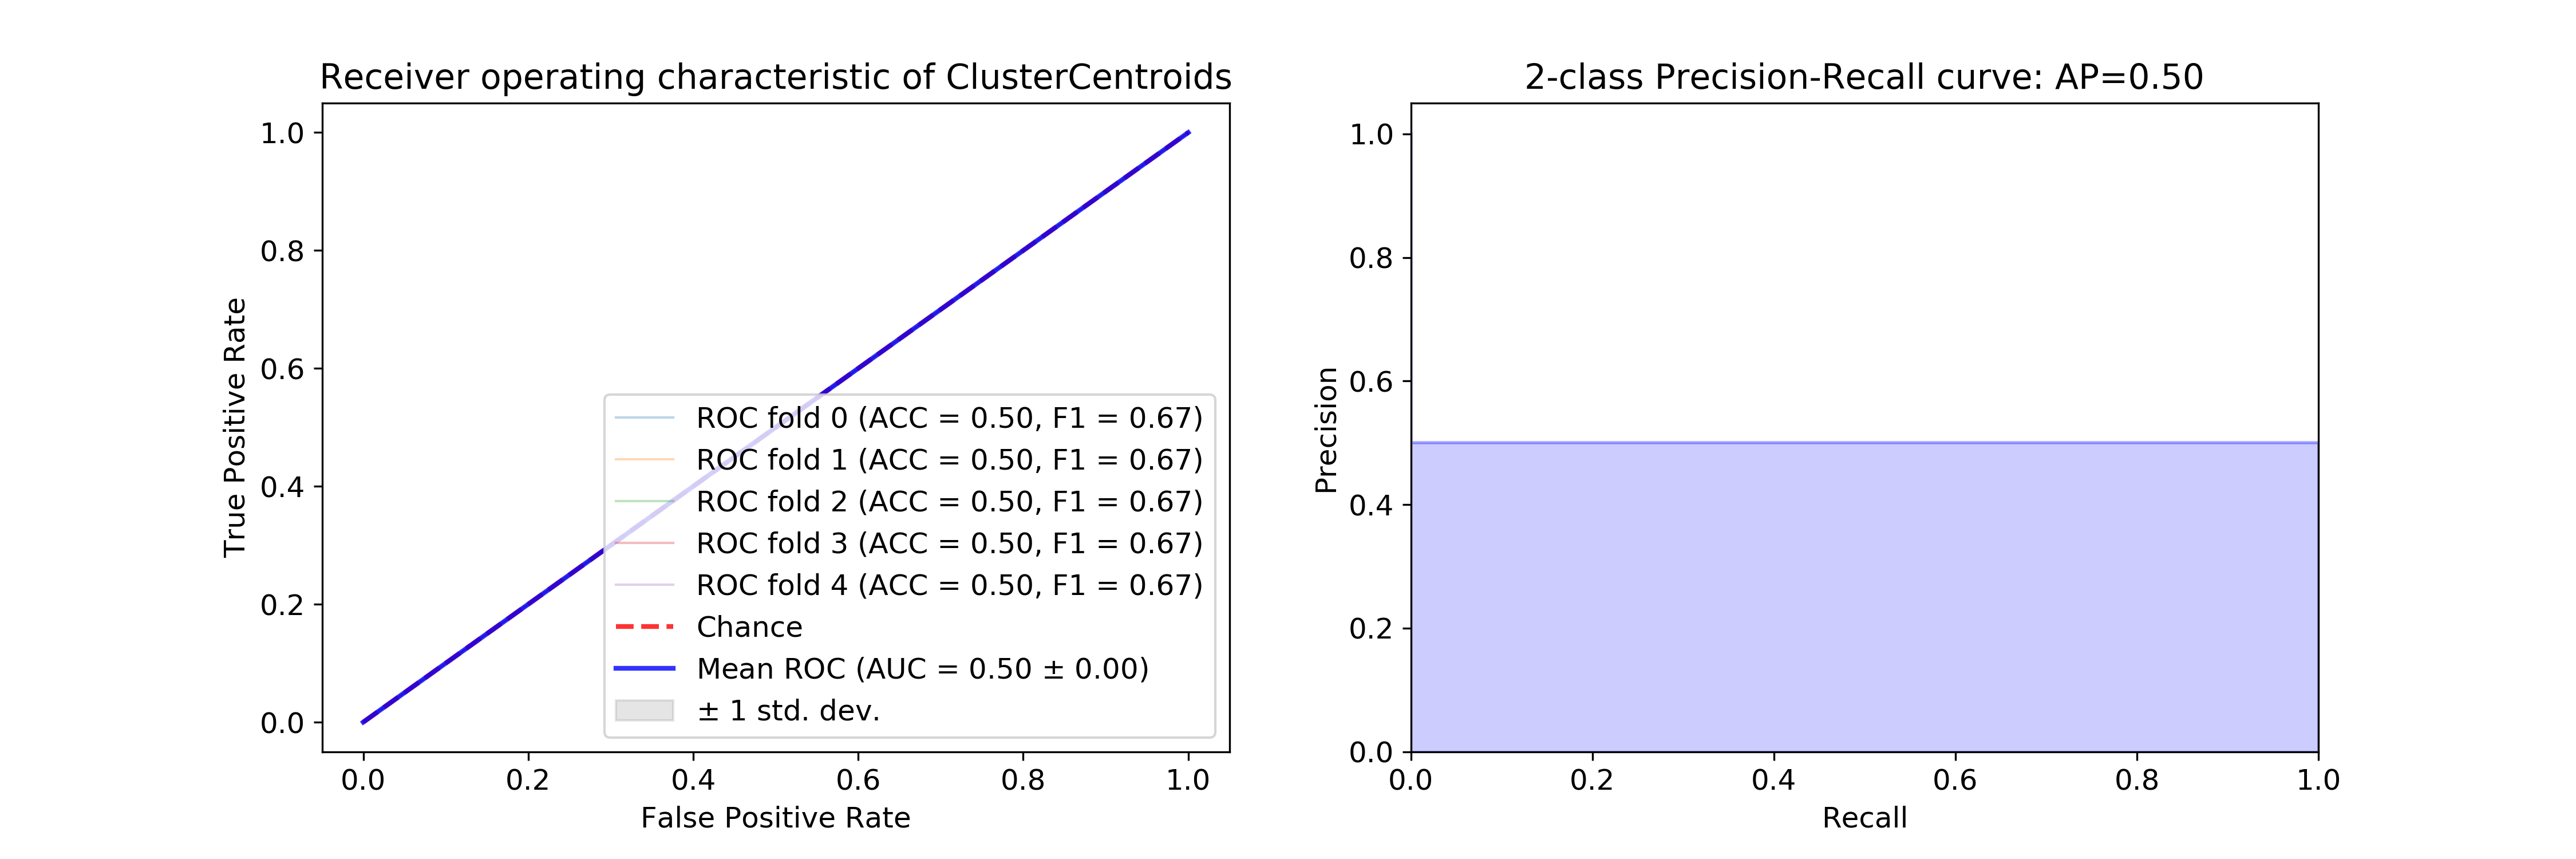 Receiver operating characteristic of ClusterCentroids
True Positive Rate
1.0
0.8
0.6
0.4
0.2
0.0
ROC fold 0 (ACC = 0.50, F1 = 0.67)
ROC fold 1 (ACC = 0.50, F1 = 0.67)
ROC fold 2 (ACC = 0.50, F1 = 0.67)
ROC fold 3 (ACC = 0.50, F1 = 0.67)
ROC fold 4 (ACC = 0.50, F1 = 0.67)
Chance
Mean ROC (AUC = 0.50 ± 0.00)
± 1 std. dev.
0.0 0.2 0.4 0.6 0.8 1.0
False Positive Rate
2-class Precision-Recall curve: AP=0.50
Precision
1.0
0.8
0.6
0.4
0.2
0.0
0.0 0.2 0.4 0.6 0.8 1.0
Recall